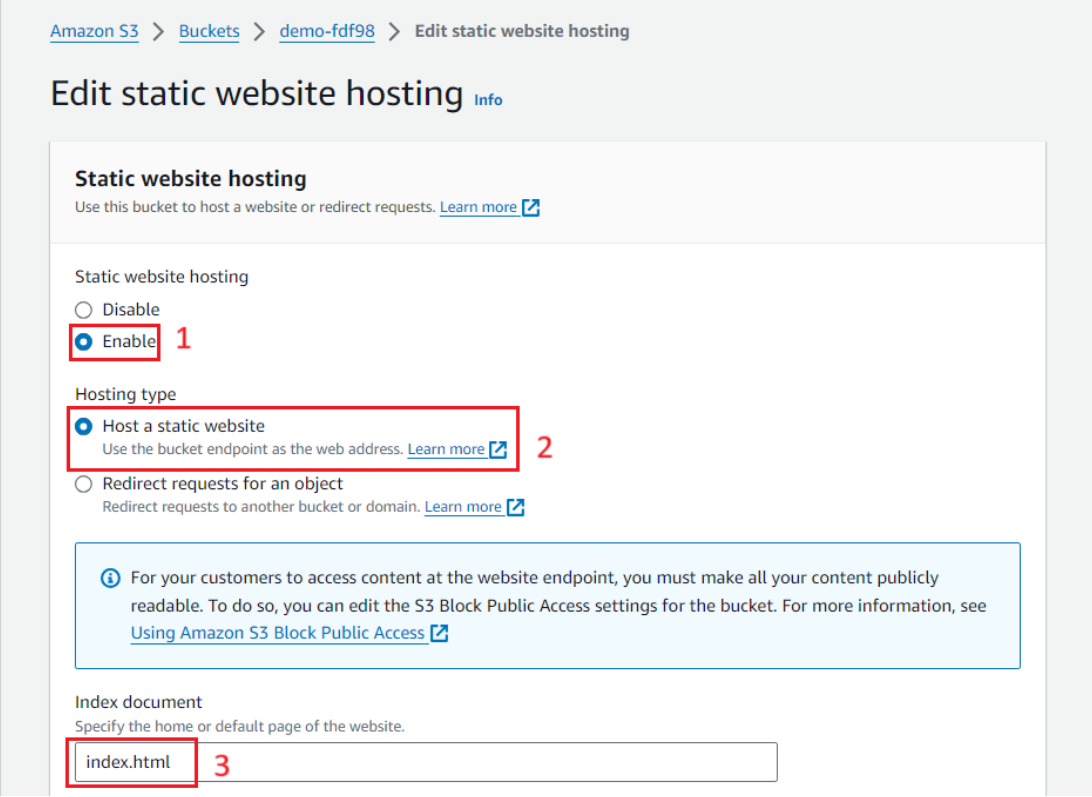 Amazon S3 > Buckets > demo-fdf98 > Edit static website hosting
Edit static website hosting Info
Static website hosting
Use this bucket to host a website or redirect requests. Learn more
Static website hosting
Disable
Enable 1
Hosting type
Host a static website
Use the bucket endpoint as the web address. Learn more 2
Redirect requests for an object
Redirect requests to another bucket or domain. Learn more
For your customers to access content at the website endpoint, you must make all your content publicly
readable. To do so, you can edit the S3 Block Public Access settings for the bucket. For more information, see
Using Amazon S3 Block Public Access
Index document
Specify the home or default page of the website.
index.html 3